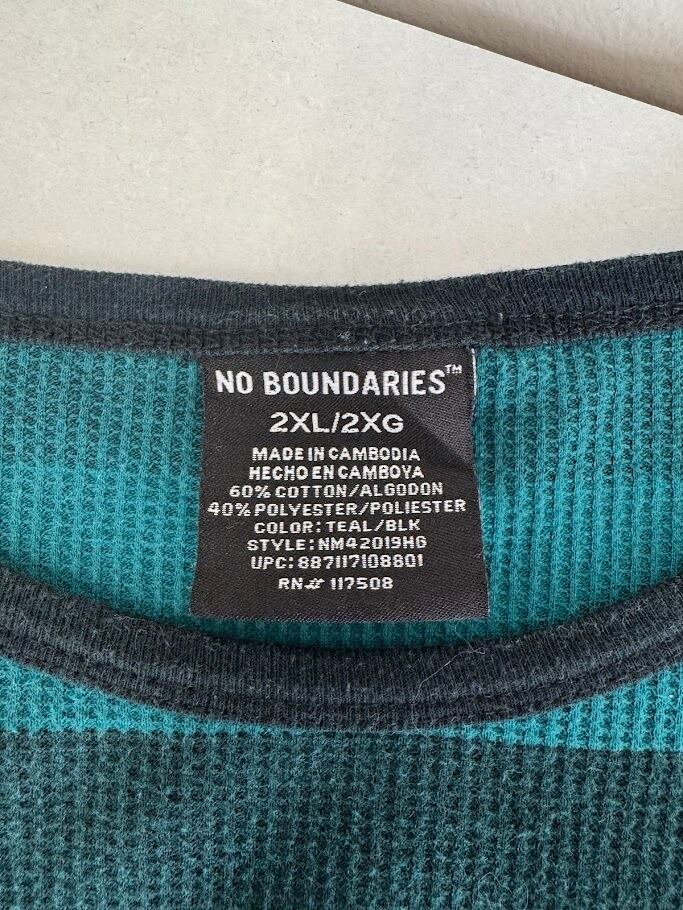 NO BOUNDARIES™
2XL/2XG
MADE IN CAMBODIA
HECHO EN CAMBOYA
60% COTTON/ALGODON
40% POLYESTER/POLIESTER
COLOR: TEAL/BLK
STYLE: NM42019HG
UPC: 887117108801
RN# 117508